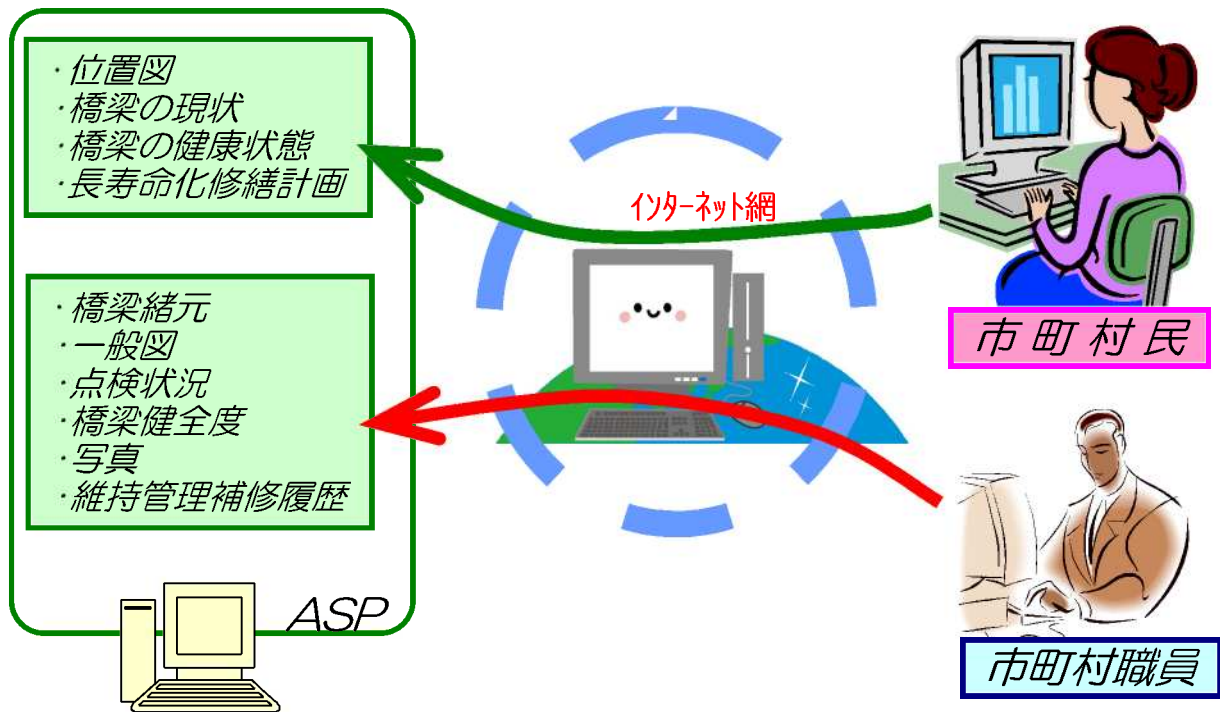 ・位置図
・橋梁の現状
・橋梁の健康状態
・長寿命化修繕計画
インターネット網
市町村民
・橋梁緒元
・一般図
・点検状況
・橋梁健全度
・写真
・維持管理補修履歴
ASP
市町村職員